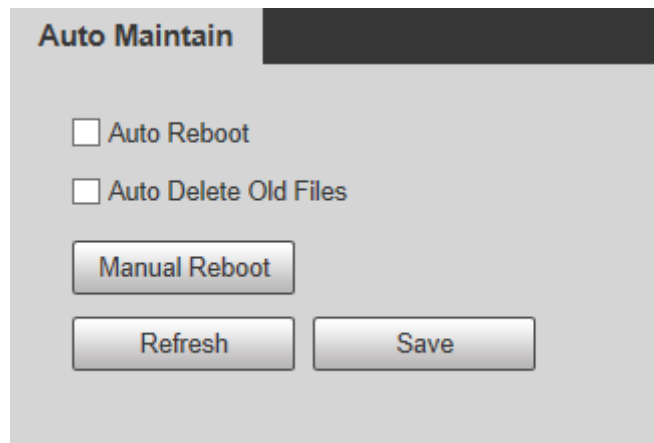 Auto Maintain
Auto Reboot
Auto Delete Old Files
Manual Reboot
Refresh Save